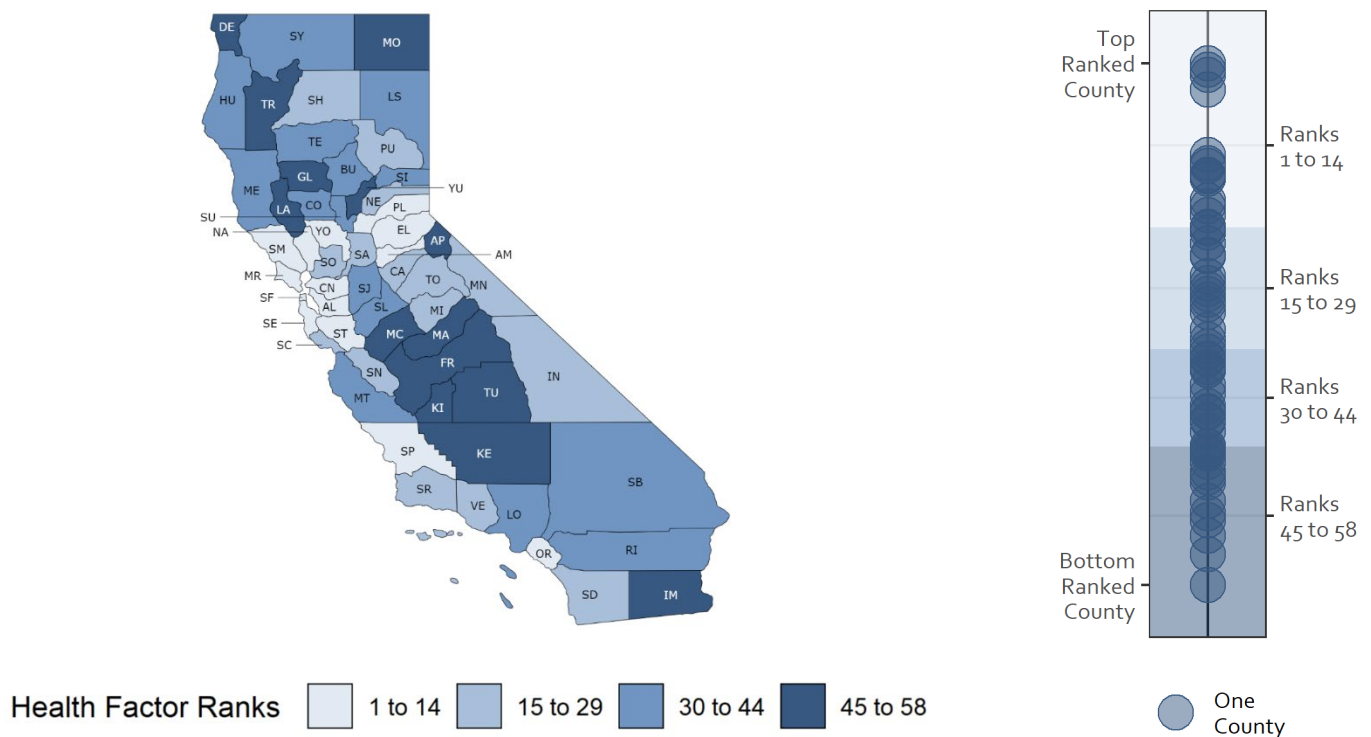 DE
SY
MO
HU
TR
SH
LS
TE
PU
GL
BU
SI
ME
YU
LA
CO
NE
PL
SU
NA
YO
EL
AP
SM
SA
AM
SO
CA
TO
MR
CN
SJ
MN
SF
AL
SL
MI
SE
ST
MC
MA
SC
FR
SN
IN
MT
KI
TU
SP
KE
SR
SB
VE
LO
OR
RI
SD
IM
Health Factor Ranks
1 to 14
15 to 29
30 to 44
45 to 58
Top
Ranked
County
Ranks
1 to 14
Ranks
15 to 29
Ranks
30 to 44
Ranks
45 to 58
Bottom
Ranked
County
One
County